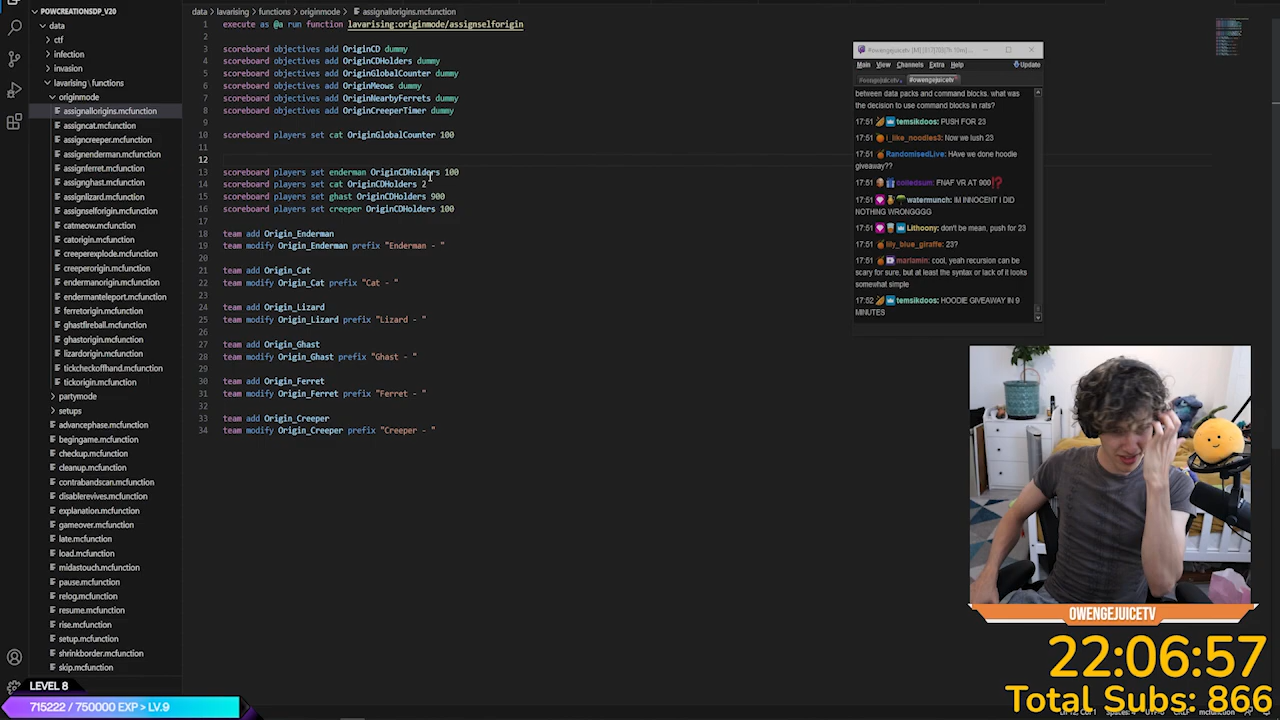 POWCREATIONSDP_V20
data
ctf
infection
invasion
lavarising \ functions
originmode
assignallorigins.mcfunction
assigncat.mcfunction
assigncreeper.mcfunction
assignenderman.mcfunction
assignferret.mcfunction
assignghast.mcfunction
assignlizard.mcfunction
assignselforigin.mcfunction
catmeow.mcfunction
catorigin.mcfunction
creeperexplode.mcfunction
creeperorigin.mcfunction
endermanorigin.mcfunction
endermanteleport.mcfunction
ferretorigin.mcfunction
ghastfireball.mcfunction
ghastorigin.mcfunction
lizardorigin.mcfunction
tickcheckoffhand.mcfunction
tickorigin.mcfunction
partymode
setups
advancephase.mcfunction
begingame.mcfunction
checkup.mcfunction
cleanup.mcfunction
contrabandscan.mcfunction
disablerevives.mcfunction
explanation.mcfunction
gameover.mcfunction
late.mcfunction
load.mcfunction
midastouch.mcfunction
pause.mcfunction
relog.mcfunction
resume.mcfunction
rise.mcfunction
setup.mcfunction
shrinkborder.mcfunction
skip.mcfunction
LEVEL 8
715222 / 750000 EXP > LV.9
data > lavarising > functions > originmode > assignallorigins.mcfunction
1 execute as @a run function lavarising:originmode/assignselforigin
2
3 scoreboard objectives add OriginCD dummy
4 scoreboard objectives add OriginCDHolders dummy
5 scoreboard objectives add OriginGlobalCounter dummy
6 scoreboard objectives add OriginMeows dummy
7 scoreboard objectives add OriginNearbyFerrets dummy
8 scoreboard objectives add OriginCreeperTimer dummy
9
10 scoreboard players set cat OriginGlobalCounter 100
11
12
13 scoreboard players set enderman OriginCDHolders 100
14 scoreboard players set cat OriginCDHolders 2
15 scoreboard players set ghast OriginCDHolders 900
16 scoreboard players set creeper OriginCDHolders 100
17
18 team add Origin_Enderman
19 team modify Origin_Enderman prefix "Enderman - "
20
21 team add Origin_Cat
22 team modify Origin_Cat prefix "Cat - "
23
24 team add Origin_Lizard
25 team modify Origin_Lizard prefix "Lizard - "
26
27 team add Origin_Ghast
28 team modify Origin_Ghast prefix "Ghast - "
29
30 team add Origin_Ferret
31 team modify Origin_Ferret prefix "Ferret - "
32
33 team add Origin_Creeper
34 team modify Origin_Creeper prefix "Creeper - "
Main View Channels Extra Help Update
#owengejuicetv
between data packs and command blocks. what was
the decision to use command blocks in rats?
17:51 temsikdoos: PUSH FOR 23
17:51 i_like_noodles3: Now we lush 23
17:51 RandomisedLive: HAve we done hoodie
giveaway??
17:51 coiledsum: FNAF VR AT 900⁉
17:51 watermunch: IM INNOCENT I DID
NOTHING WRONGGGG
17:51 Lithoony: don't be mean, push for 23
17:51 lily_blue_giraffe: 23?
17:51 marlamin: cool, yeah recursion can be
scary for sure, but at least the syntax or lack of it looks
somewhat simple
17:52 temsikdoos: HOODIE GIVEAWAY IN 9
MINUTES
OWENGEJUICETV
22:06:57
Total Subs: 866